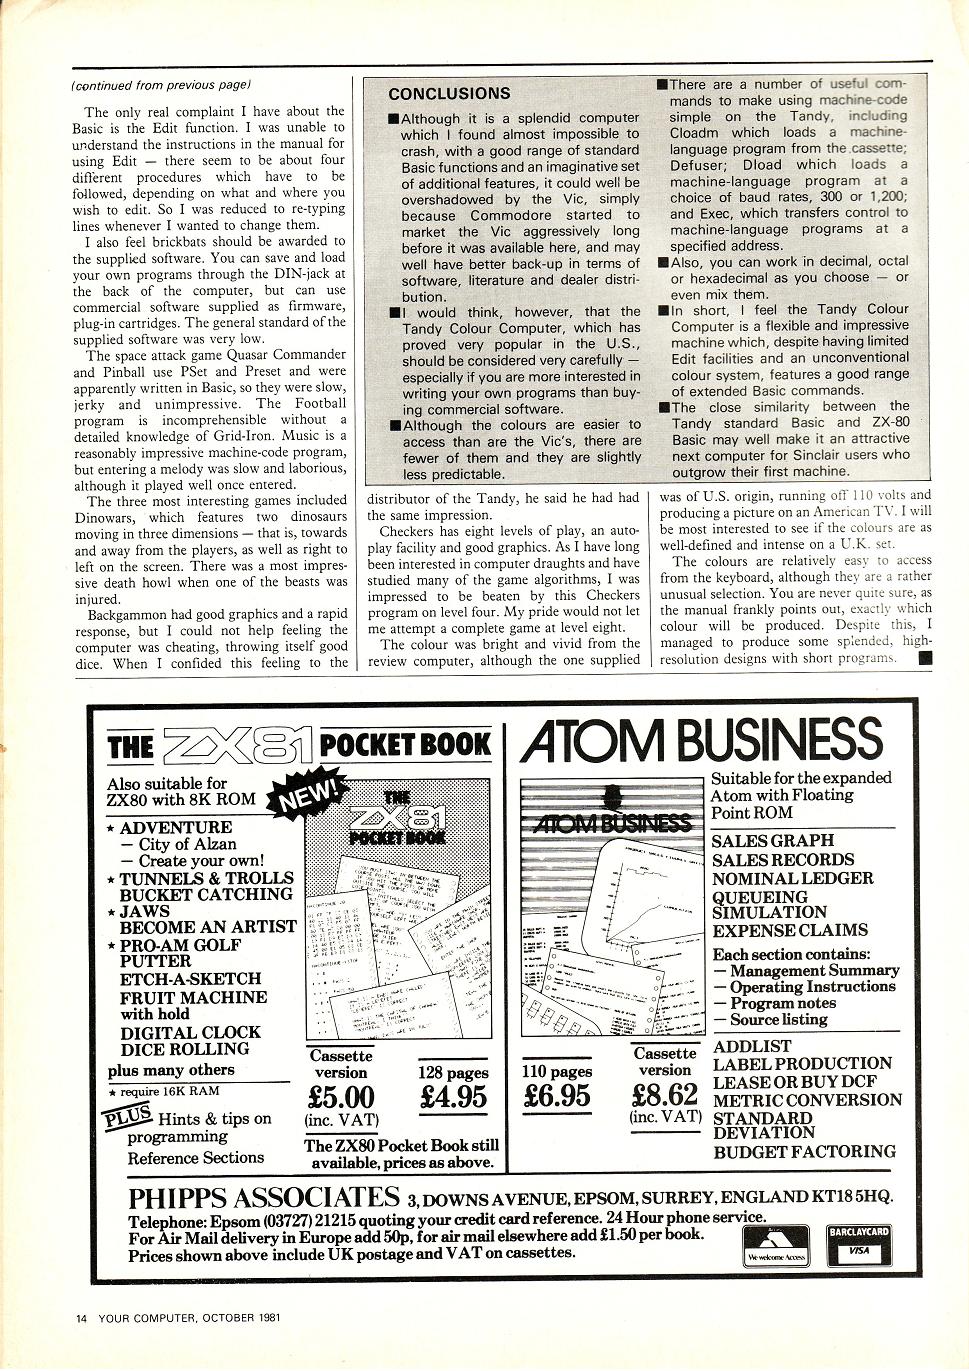 (continued from previous page)
The only real complaint I have about the
Basic is the Edit function. I was unable to
understand the instructions in the manual for
using Edit — there seem to be about four
different procedures which have to be
followed, depending on what and where you
wish to edit. So I was reduced to re-typing
lines whenever I wanted to change them.
I also feel brickbats should be awarded to
the supplied software. You can save and load
your own programs through the DIN-jack at
the back of the computer, but can use
commercial software supplied as firmware,
plug-in cartridges. The general standard of the
supplied software was very low.
The space attack game Quasar Commander
and Pinball use PSet and Preset and were
apparently written in Basic, so they were slow,
jerky and unimpressive. The Football
program is incomprehensible without a
detailed knowledge of Grid-Iron. Music is a
reasonably impressive machine-code program,
but entering a melody was slow and laborious,
although it played well once entered.
The three most interesting games included
Dinowars, which features two dinosaurs
moving in three dimensions — that is, towards
and away from the players, as well as right to
left on the screen. There was a most impres-
sive death howl when one of the beasts was
injured.
Backgammon had good graphics and a rapid
response, but I could not help feeling the
computer was cheating, throwing itself good
dice. When I confided this feeling to the
CONCLUSIONS
■Although it is a splendid computer
which I found almost impossible to
crash, with a good range of standard
Basic functions and an imaginative set
of additional features, it could well be
overshadowed by the Vic, simply
because Commodore started to
market the Vic aggressively long
before it was available here, and may
well have better back-up in terms of
software, literature and dealer distri-
bution.
■I would think, however, that the
Tandy Colour Computer, which has
proved very popular in the U.S.,
should be considered very carefully —
especially if you are more interested in
writing your own programs than buy-
ing commercial software.
■Although the colours are easier to
access than are the Vic's, there are
fewer of them and they are slightly
less predictable.
■There are a number of useful com-
mands to make using machine-code
simple on the Tandy, including
Cloadm which loads a machine-
language program from the cassette;
Defuser; Dload which loads a
machine-language program at a
choice of baud rates, 300 or 1,200;
and Exec, which transfers control to
machine-language programs at a
specified address.
■Also, you can work in decimal, octal
or hexadecimal as you choose — or
even mix them.
■In short, I feel the Tandy Colour
Computer is a flexible and impressive
machine which, despite having limited
Edit facilities and an unconventional
colour system, features a good range
of extended Basic commands.
■The close similarity between the
Tandy standard Basic and ZX-80
Basic may well make it an attractive
next computer for Sinclair users who
outgrow their first machine.
distributor of the Tandy, he said he had had
the same impression.
Checkers has eight levels of play, an auto-
play facility and good graphics. As I have long
been interested in computer draughts and have
studied many of the game algorithms, I was
impressed to be beaten by this Checkers
program on level four. My pride would not let
me attempt a complete game at level eight.
The colour was bright and vivid from the
review computer, although the one supplied
was of U.S. origin, running off 110 volts and
producing a picture on an American TV. I will
be most interested to see if the colours are as
well-defined and intense on a U.K. set.
The colours are relatively easy to access
from the keyboard, although they are a rather
unusual selection. You are never quite sure, as
the manual frankly points out, exactly which
colour will be produced. Despite this, I
managed to produce some splended, high-
resolution designs with short programs. ■
THE ZX81 POCKET BOOK
Also suitable for
ZX80 with 8K ROM
NEW!
★ ADVENTURE
— City of Alzan
— Create your own!
★ TUNNELS & TROLLS
BUCKET CATCHING
★ JAWS
BECOME AN ARTIST
★ PRO-AM GOLF
PUTTER
ETCH-A-SKETCH
FRUIT MACHINE
with hold
DIGITAL CLOCK
DICE ROLLING
plus many others
★ require 16K RAM
PLUS Hints & tips on
programming
Reference Sections
THE
ZX81
POCKET BOOK
Cassette
version
£5.00
(inc. VAT)
128 pages
£4.95
The ZX80 Pocket Book still
available, prices as above.
ATOM BUSINESS
ATOM BUSINESS
110 pages
£6.95
Cassette
version
£8.62
(inc. VAT)
Suitable for the expanded
Atom with Floating
Point ROM
SALES GRAPH
SALES RECORDS
NOMINAL LEDGER
QUEUEING
SIMULATION
EXPENSE CLAIMS
Each section contains:
— Management Summary
— Operating Instructions
— Program notes
— Source listing
ADDLIST
LABEL PRODUCTION
LEASE OR BUY DCF
METRIC CONVERSION
STANDARD
DEVIATION
BUDGET FACTORING
PHIPPS ASSOCIATES 3, DOWNS AVENUE, EPSOM, SURREY, ENGLAND KT18 5HQ.
Telephone: Epsom (03727) 21215 quoting your credit card reference. 24 Hour phone service.
For Air Mail delivery in Europe add 50p, for air mail elsewhere add £1.50 per book.
Prices shown above include UK postage and VAT on cassettes.
We welcome Access
BARCLAYCARD
VISA
14 YOUR COMPUTER, OCTOBER 1981